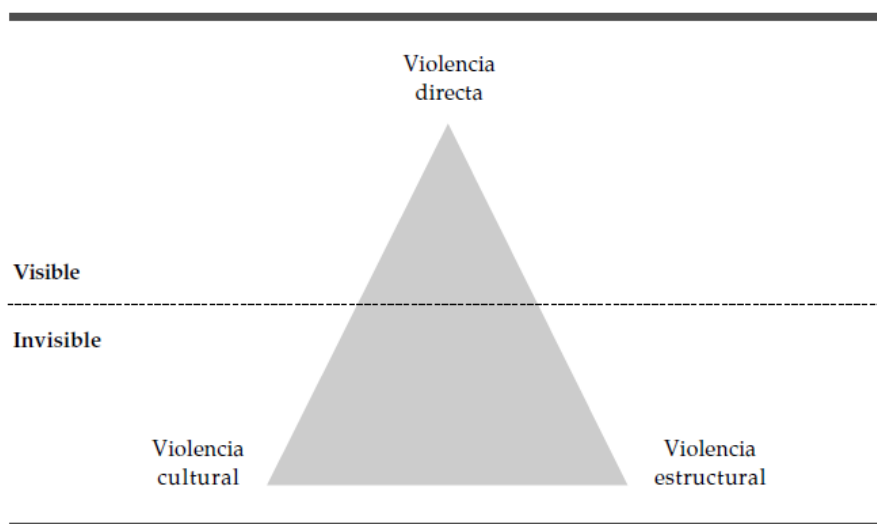 Violencia
directa
Visible
Invisible
Violencia
cultural
Violencia
estructural